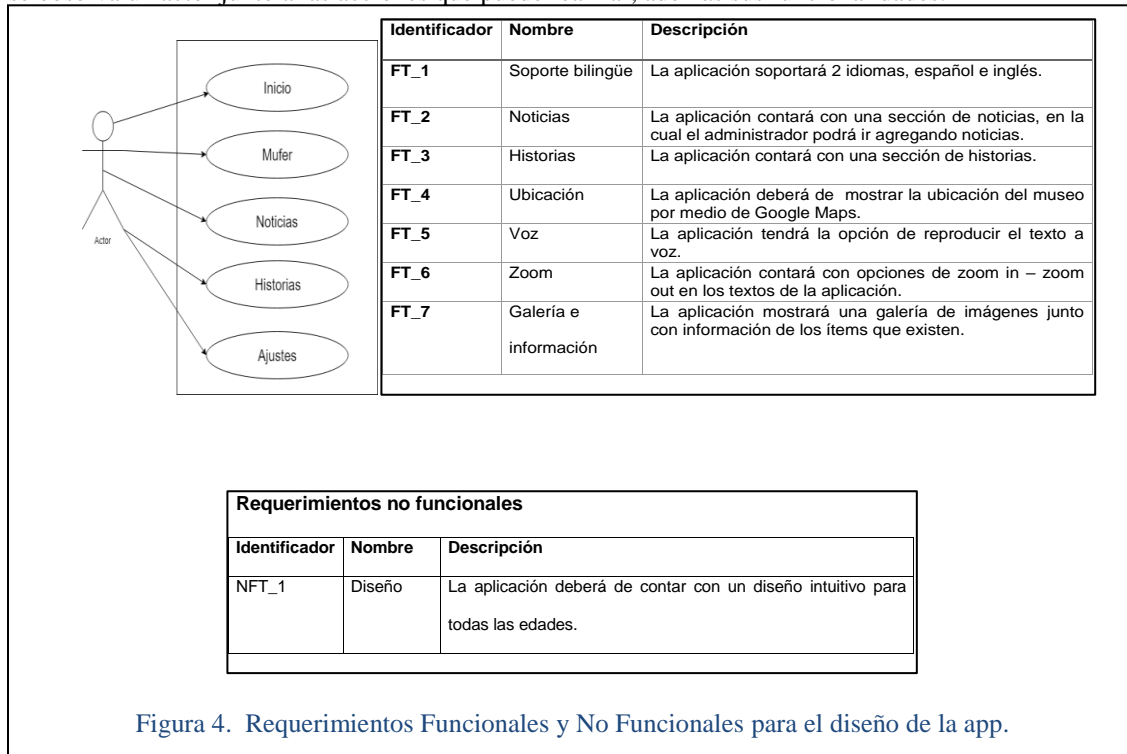 Inicio
Mufer
Noticias
Historias
Ajustes
Actor
Identificador Nombre Descripción
FT_1 Soporte bilingüe La aplicación soportará 2 idiomas, español e inglés.
FT_2 Noticias La aplicación contará con una sección de noticias, en la
cual el administrador podrá ir agregando noticias.
FT_3 Historias La aplicación contará con una sección de historias.
FT_4 Ubicación La aplicación deberá de mostrar la ubicación del museo
por medio de Google Maps.
FT_5 Voz La aplicación tendrá la opción de reproducir el texto a
voz.
FT_6 Zoom La aplicación contará con opciones de zoom in – zoom
out en los textos de la aplicación.
FT_7 Galería e La aplicación mostrará una galería de imágenes junto
información con información de los ítems que existen.
Requerimientos no funcionales
Identificador Nombre Descripción
NFT_1 Diseño La aplicación deberá de contar con un diseño intuitivo para
todas las edades.
Figura 4. Requerimientos Funcionales y No Funcionales para el diseño de la app.